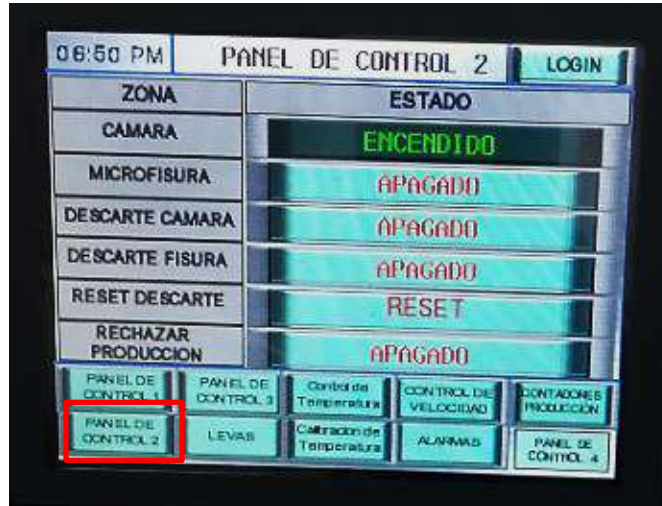 06:50 PM PANEL DE CONTROL 2 LOGIN
ZONA ESTADO
CAMARA ENCENDIDO
MICROFISURA APAGADO
DESCARTE CAMARA APAGADO
DESCARTE FISURA APAGADO
RESET DESCARTE RESET
RECHAZAR
PRODUCCION APAGADO
PANEL DE
CONTROL 1
PANEL DE
CONTROL 3
Control de
Temperatura
CONTROL DE
VELOCIDAD
CONTADORES
PRODUCCION
PANEL DE
CONTROL 2
LEVAS
Calibración de
Temperatura
ALARMAS
PANEL DE
CONTROL 4